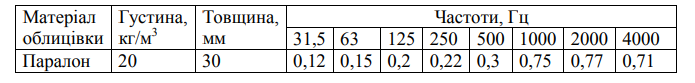 Матеріал Густина, Товщина, Частоти, Гц
облицівки кг/м³ мм 31,5 63 125 250 500 1000 2000 4000
Паралон 20 30 0,12 0,15 0,2 0,22 0,3 0,75 0,77 0,71